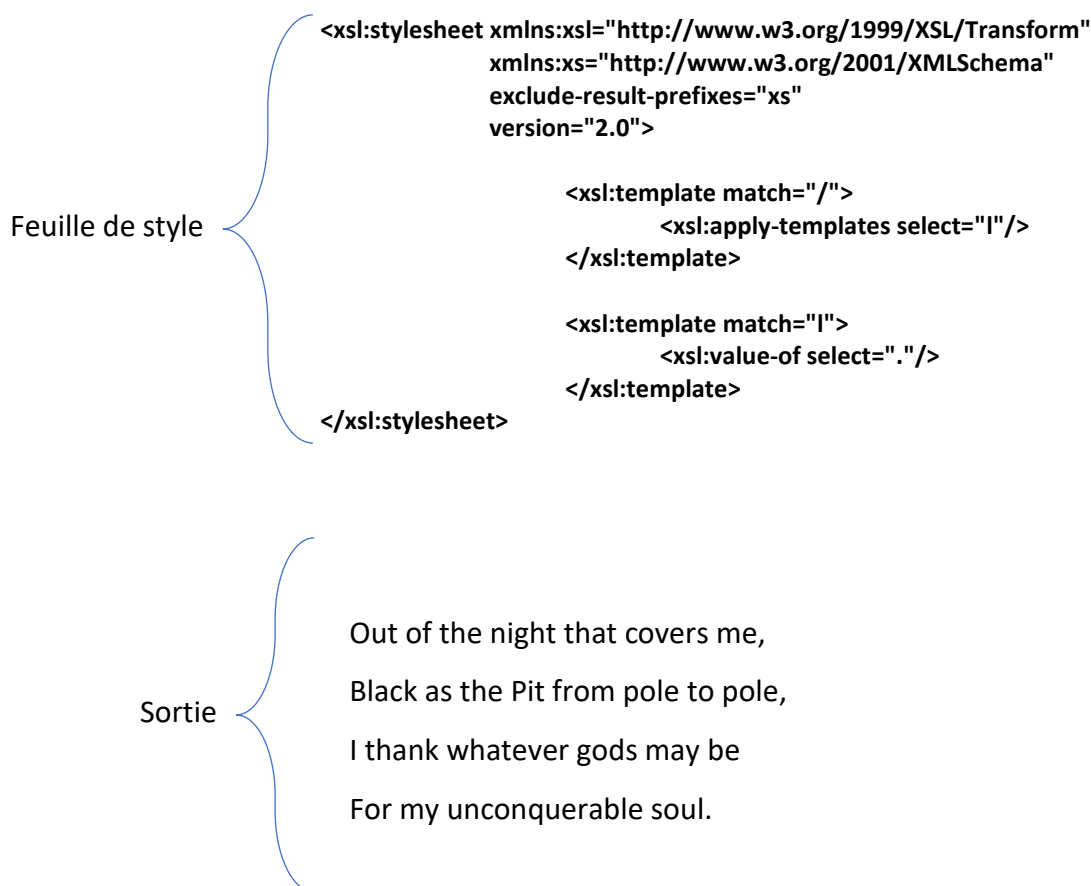 <xsl:stylesheet xmlns:xsl="http://www.w3.org/1999/XSL/Transform"
xmlns:xs="http://www.w3.org/2001/XMLSchema"
exclude-result-prefixes="xs"
version="2.0">
<xsl:template match="/">
<xsl:apply-templates select="l"/>
</xsl:template>
<xsl:template match="l">
<xsl:value-of select="."/>
</xsl:template>
</xsl:stylesheet>
Feuille de style
Out of the night that covers me,
Black as the Pit from pole to pole,
I thank whatever gods may be
For my unconquerable soul.
Sortie